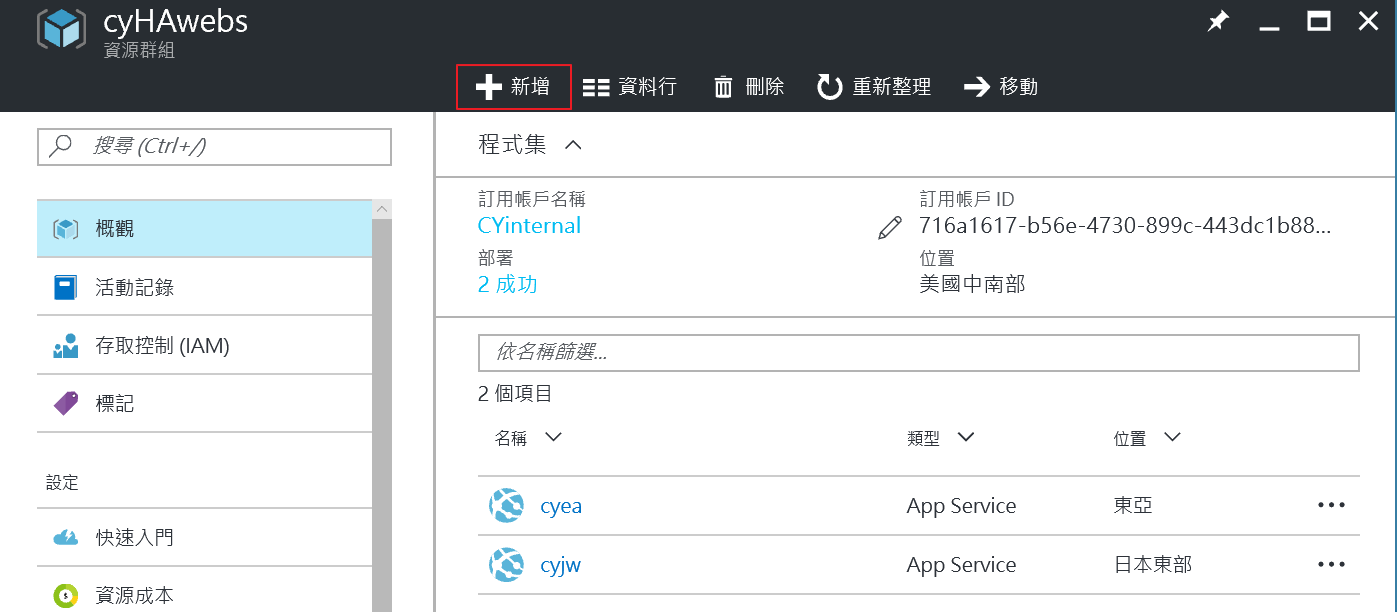 cyHAwebs
資源群組
新增 資料行 刪除 重新整理 移動
搜尋 (Ctrl+/)
概觀
活動記錄
存取控制 (IAM)
標記
設定
快速入門
資源成本
程式集
訂用帳戶名稱 訂用帳戶 ID
CYinternal 716a1617-b56e-4730-899c-443dc1b88...
部署 位置
2 成功 美國中南部
依名稱篩選...
2 個項目
名稱 類型 位置
cyea App Service 東亞
cyjw App Service 日本東部